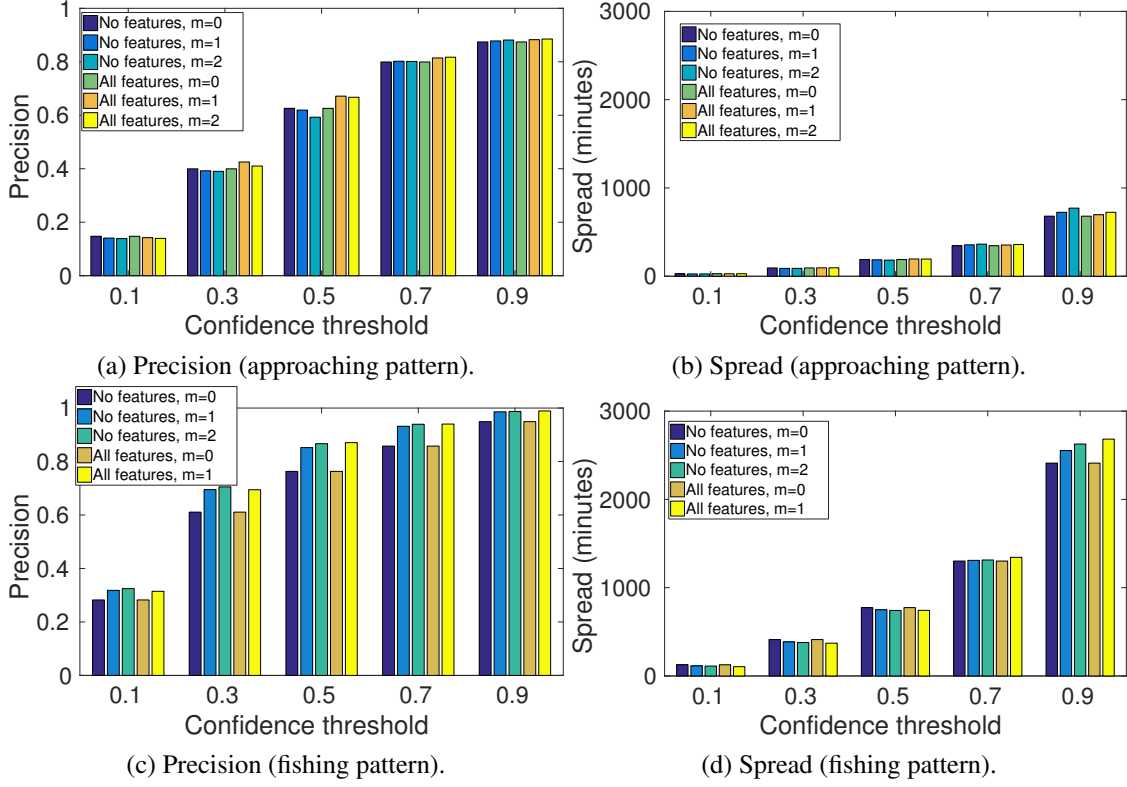 1
0.8
0.6
0.4
0.2
0
Precision
No features, m=0
No features, m=1
No features, m=2
All features, m=0
All features, m=1
All features, m=2
0.1 0.3 0.5 0.7 0.9
Confidence threshold
(a) Precision (approaching pattern).
3000
2000
1000
0
Spread (minutes)
No features, m=0
No features, m=1
No features, m=2
All features, m=0
All features, m=1
All features, m=2
0.1 0.3 0.5 0.7 0.9
Confidence threshold
(b) Spread (approaching pattern).
1
0.8
0.6
0.4
0.2
0
Precision
No features, m=0
No features, m=1
No features, m=2
All features, m=0
All features, m=1
0.1 0.3 0.5 0.7 0.9
Confidence threshold
(c) Precision (fishing pattern).
3000
2000
1000
0
Spread (minutes)
No features, m=0
No features, m=1
No features, m=2
All features, m=0
All features, m=1
0.1 0.3 0.5 0.7 0.9
Confidence threshold
(d) Spread (fishing pattern).